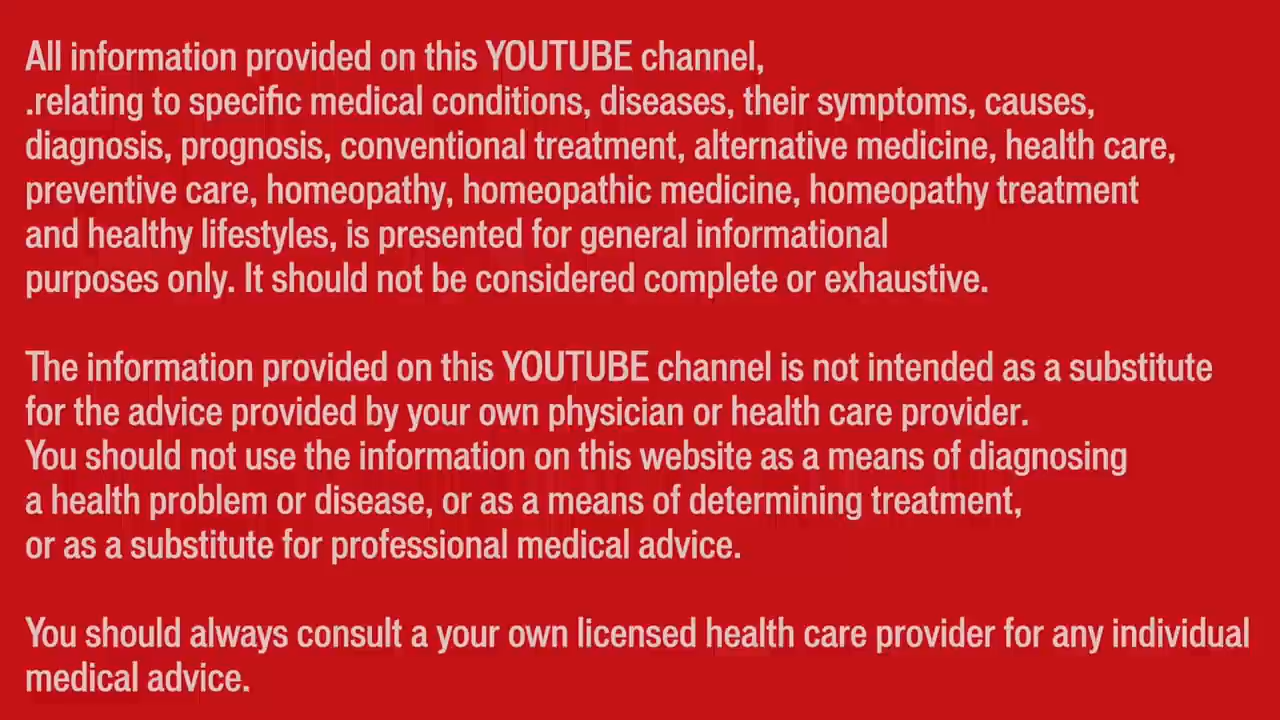 All information provided on this YOUTUBE channel,
.relating to specific medical conditions, diseases, their symptoms, causes,
diagnosis, prognosis, conventional treatment, alternative medicine, health care,
preventive care, homeopathy, homeopathic medicine, homeopathy treatment
and healthy lifestyles, is presented for general informational
purposes only. It should not be considered complete or exhaustive.
The information provided on this YOUTUBE channel is not intended as a substitute
for the advice provided by your own physician or health care provider.
You should not use the information on this website as a means of diagnosing
a health problem or disease, or as a means of determining treatment,
or as a substitute for professional medical advice.
You should always consult a your own licensed health care provider for any individual
medical advice.